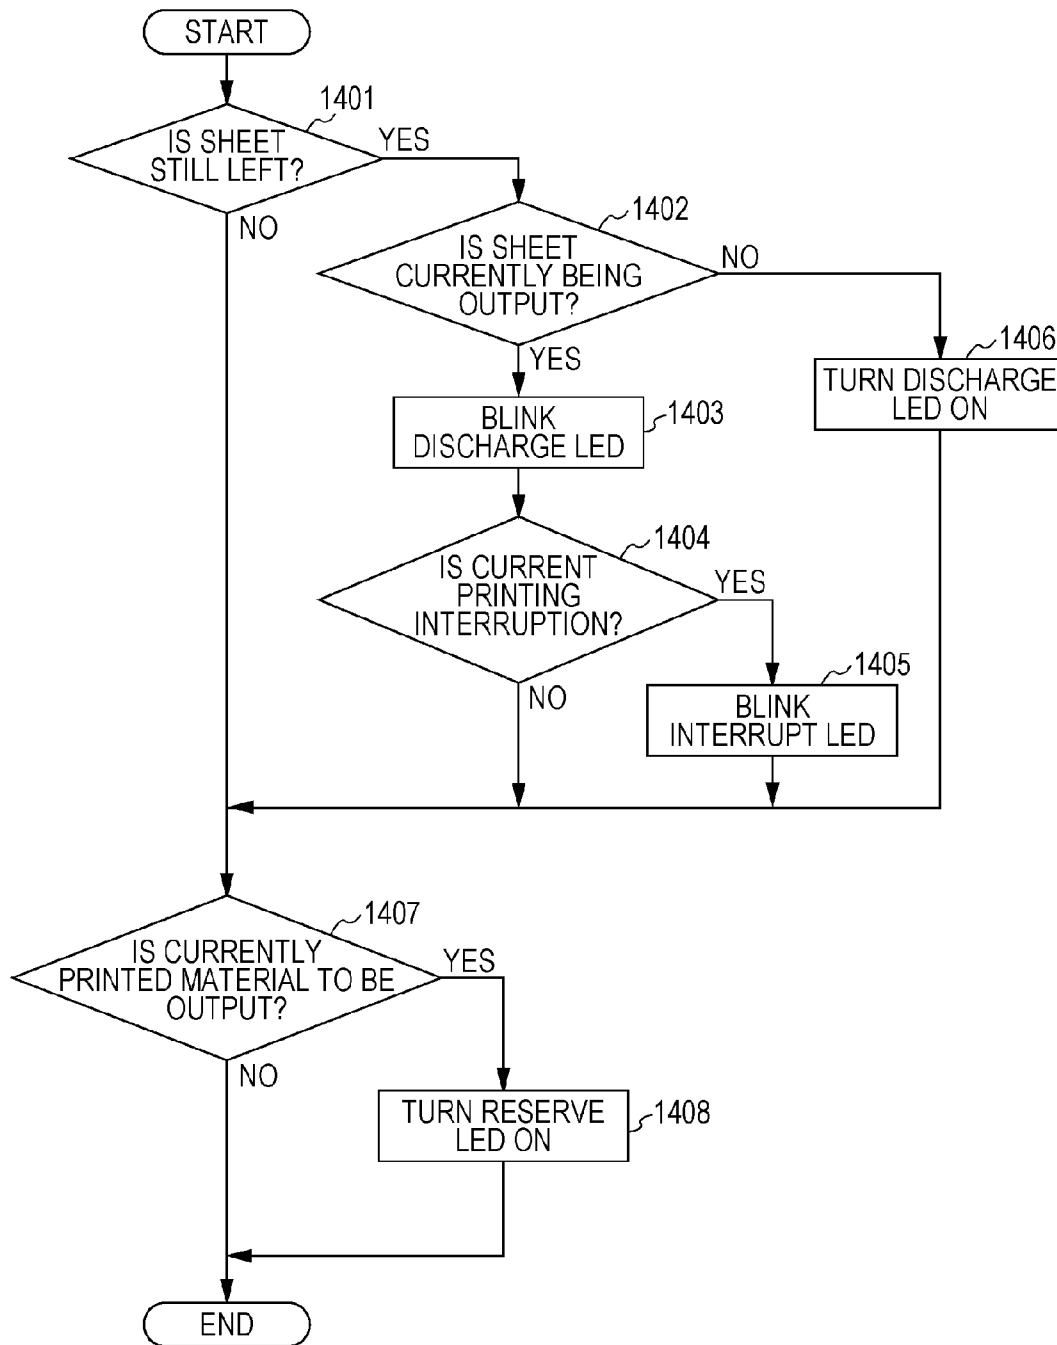 START
1401
IS SHEET
STILL LEFT?
YES
NO
1402
IS SHEET
CURRENTLY BEING
OUTPUT?
NO
YES
1406
TURN DISCHARGE
LED ON
1403
BLINK
DISCHARGE LED
1404
IS CURRENT
PRINTING
INTERRUPTION?
YES
NO
1405
BLINK
INTERRUPT LED
1407
IS CURRENTLY
PRINTED MATERIAL TO BE
OUTPUT?
YES
NO
1408
TURN RESERVE
LED ON
END